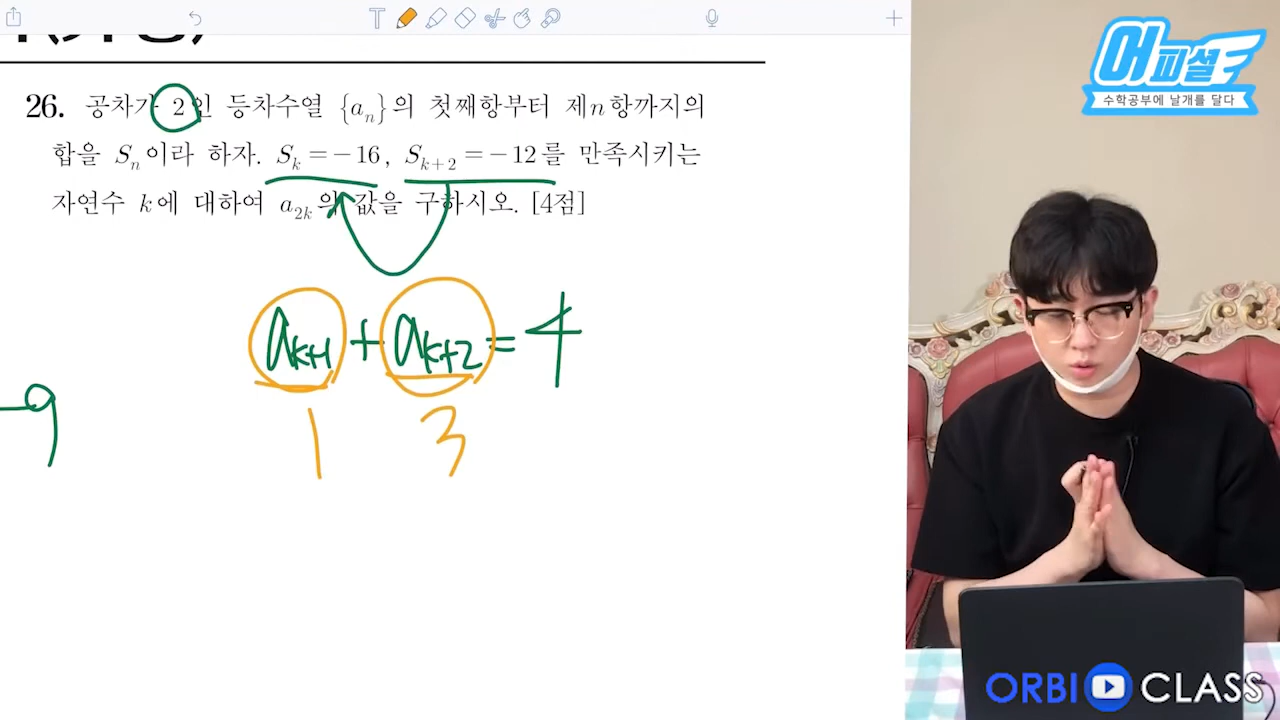 26. 공차가 2인 등차수열 {aₙ}의 첫째항부터 제n항까지의
합을 Sₙ이라 하자. Sₖ=-16, Sₖ₊₂=-12를 만족시키는
자연수 k에 대하여 a₂ₖ의 값을 구하시오. [4점]
aₖ₊₁+aₖ₊₂=4
1 3
-9
어피셜
수학공부에 날개를 달다
ORBI CLASS